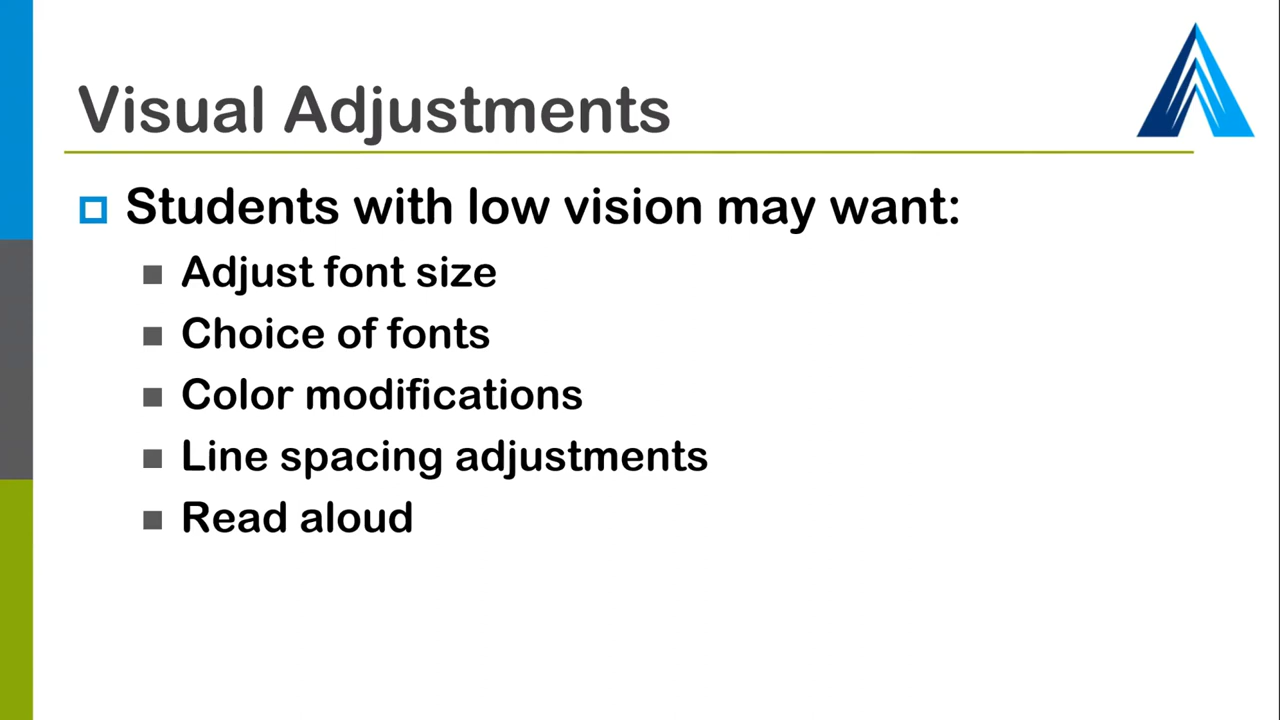 Visual Adjustments
Students with low vision may want:
Adjust font size
Choice of fonts
Color modifications
Line spacing adjustments
Read aloud